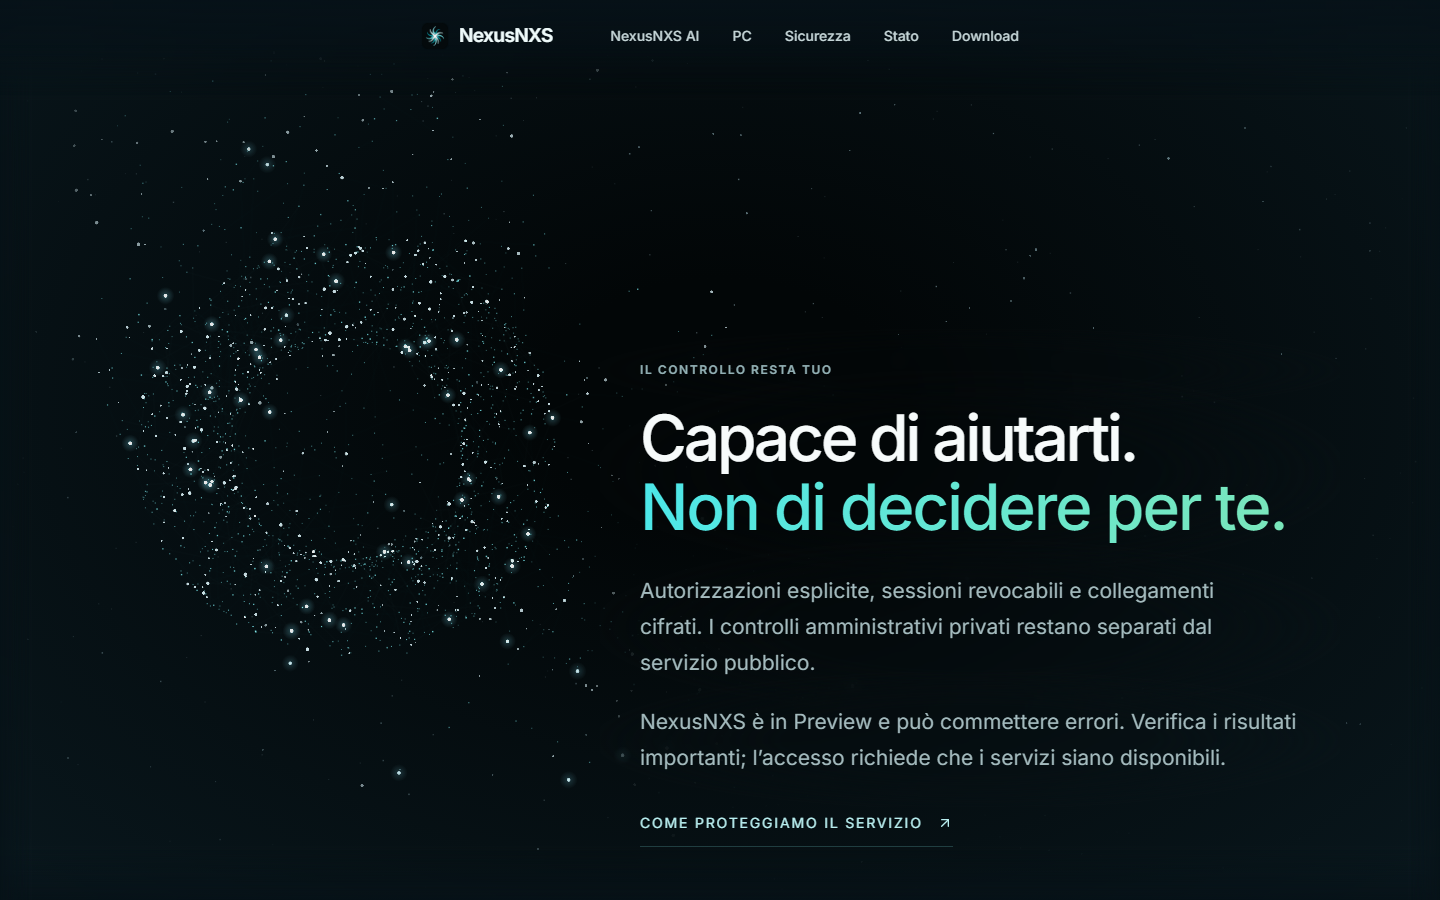 NexusNXS
NexusNXS AI
PC
Sicurezza
Stato
Download
IL CONTROLLO RESTA TUO
Capace di aiutarti.
Non di decidere per te.
Autorizzazioni esplicite, sessioni revocabili e collegamenti
cifrati. I controlli amministrativi privati restano separati dal
servizio pubblico.
NexusNXS è in Preview e può commettere errori. Verifica i risultati
importanti; l’accesso richiede che i servizi siano disponibili.
COME PROTEGGIAMO IL SERVIZIO